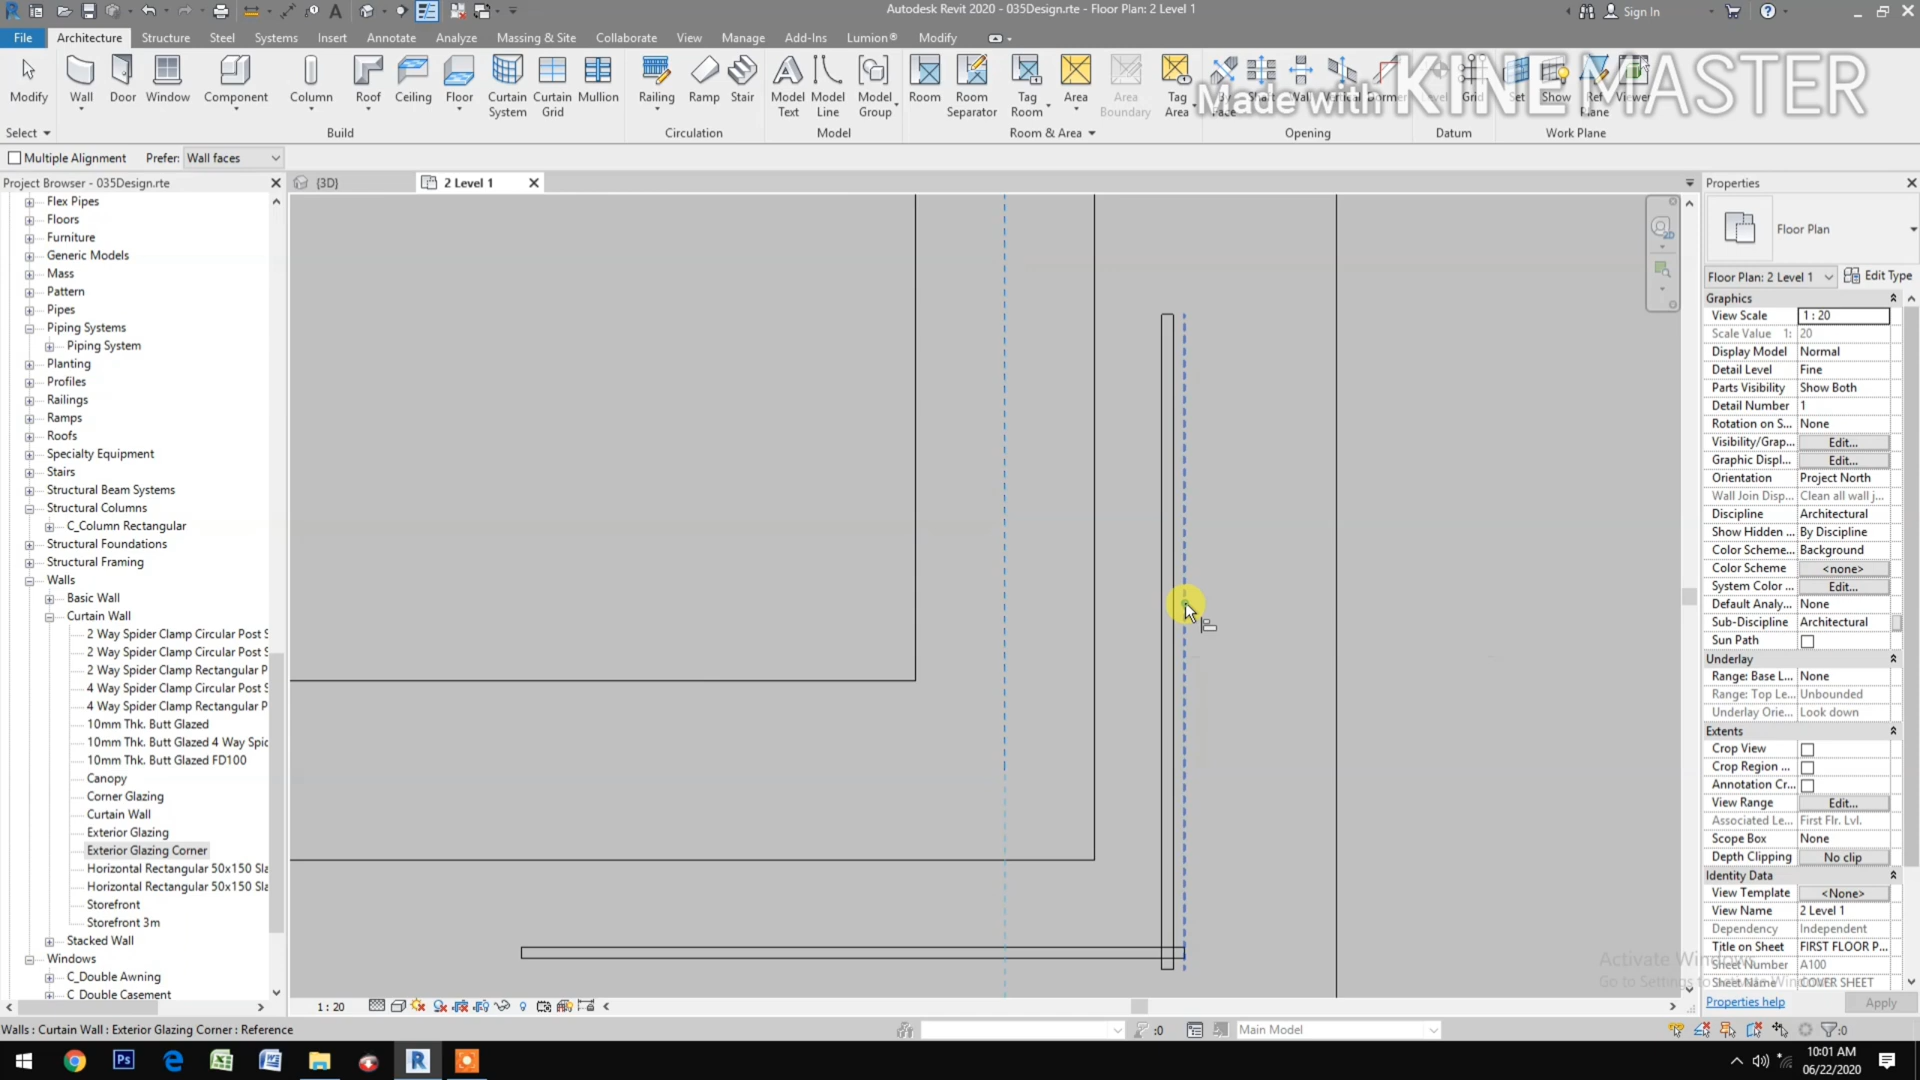 Autodesk Revit 2020 - 035Design.rte - Floor Plan: 2 Level 1
Sign In
File Architecture Structure Steel Systems Insert Annotate Analyze Massing & Site Collaborate View Manage Add-Ins Lumion® Modify
Modify Wall Door Window Component Column Roof Ceiling Floor Curtain System Curtain Grid Mullion Railing Ramp Stair Model Text Model Line Model Group Room Room Separator Tag Room Area Area Boundary Tag Area
Made with KINEMASTER
Select Build Circulation Model Room & Area Opening Datum Work Plane
Multiple Alignment Prefer: Wall faces
Project Browser - 035Design.rte
{3D}
2 Level 1
Flex Pipes
Floors
Furniture
Generic Models
Mass
Pattern
Pipes
Piping Systems
Piping System
Planting
Profiles
Railings
Ramps
Roofs
Specialty Equipment
Stairs
Structural Beam Systems
Structural Columns
C_Column Rectangular
Structural Foundations
Structural Framing
Walls
Basic Wall
Curtain Wall
2 Way Spider Clamp Circular Post S
2 Way Spider Clamp Circular Post S
2 Way Spider Clamp Rectangular P
4 Way Spider Clamp Circular Post S
4 Way Spider Clamp Rectangular P
10mm Thk. Butt Glazed
10mm Thk. Butt Glazed 4 Way Spic
10mm Thk. Butt Glazed FD100
Canopy
Corner Glazing
Curtain Wall
Exterior Glazing
Exterior Glazing Corner
Horizontal Rectangular 50x150 Sla
Horizontal Rectangular 50x150 Sla
Storefront
Storefront 3m
Stacked Wall
Windows
C_Double Awning
C_Double Casement
Properties
Floor Plan
Floor Plan: 2 Level 1 Edit Type
Graphics
View Scale 1 : 20
Scale Value 1: 20
Display Model Normal
Detail Level Fine
Parts Visibility Show Both
Detail Number 1
Rotation on S... None
Visibility/Grap... Edit...
Graphic Displ... Edit...
Orientation Project North
Wall Join Disp... Clean all wall j...
Discipline Architectural
Show Hidden ... By Discipline
Color Scheme... Background
Color Scheme <none>
System Color ... Edit...
Default Analy... None
Sub-Discipline Architectural
Sun Path
Underlay
Range: Base L... None
Range: Top Le... Unbounded
Underlay Orie... Look down
Extents
Crop View
Crop Region ...
Annotation Cr...
View Range Edit...
Associated Le... First Flr. Lvl.
Scope Box None
Depth Clipping No clip
Identity Data
View Template <None>
View Name 2 Level 1
Dependency Independent
Title on Sheet FIRST FLOOR P...
Sheet Number A100
Sheet Name COVER SHEET
Properties help Apply
Activate Windows
Go to Settings to activate Windows.
1 : 20
Walls : Curtain Wall : Exterior Glazing Corner : Reference
:0
Main Model
:0
10:01 AM
06/22/2020